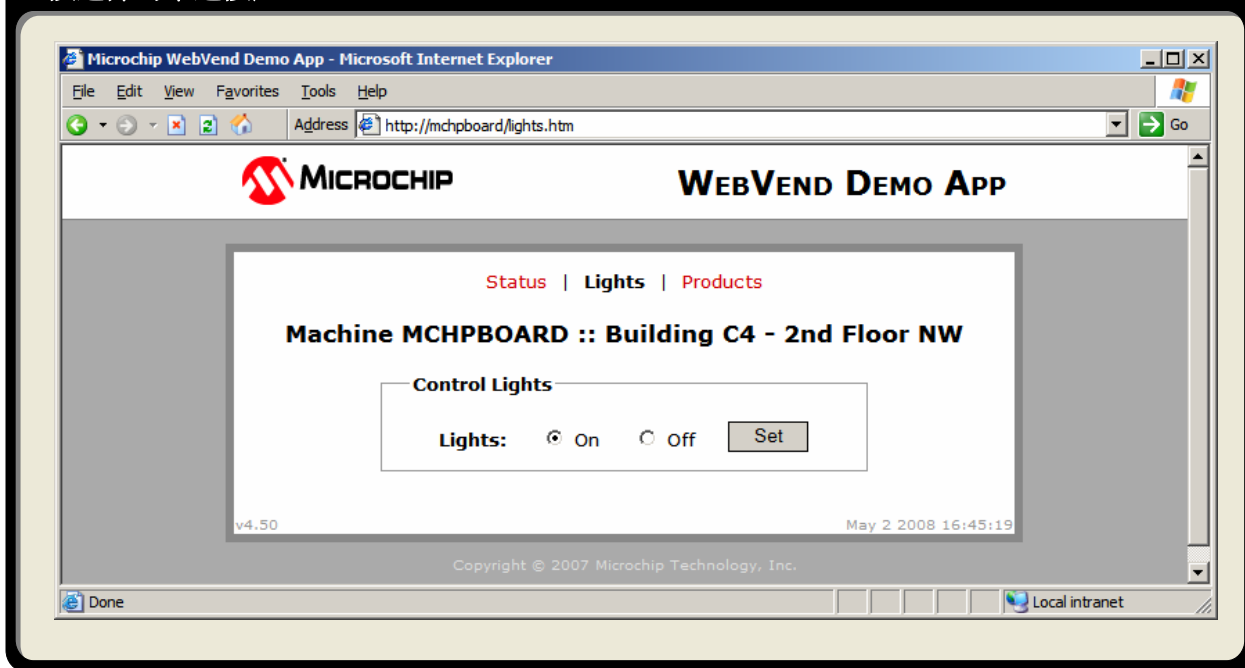 Microchip WebVend Demo App - Microsoft Internet Explorer
File Edit View Favorites Tools Help
Address http://mchpboard/lights.htm Go
MICROCHIP WEBVEND DEMO APP
Status | Lights | Products
Machine MCHPBOARD :: Building C4 - 2nd Floor NW
Control Lights
Lights: On Off Set
v4.50 May 2 2008 16:45:19
Copyright © 2007 Microchip Technology, Inc.
Done Local intranet